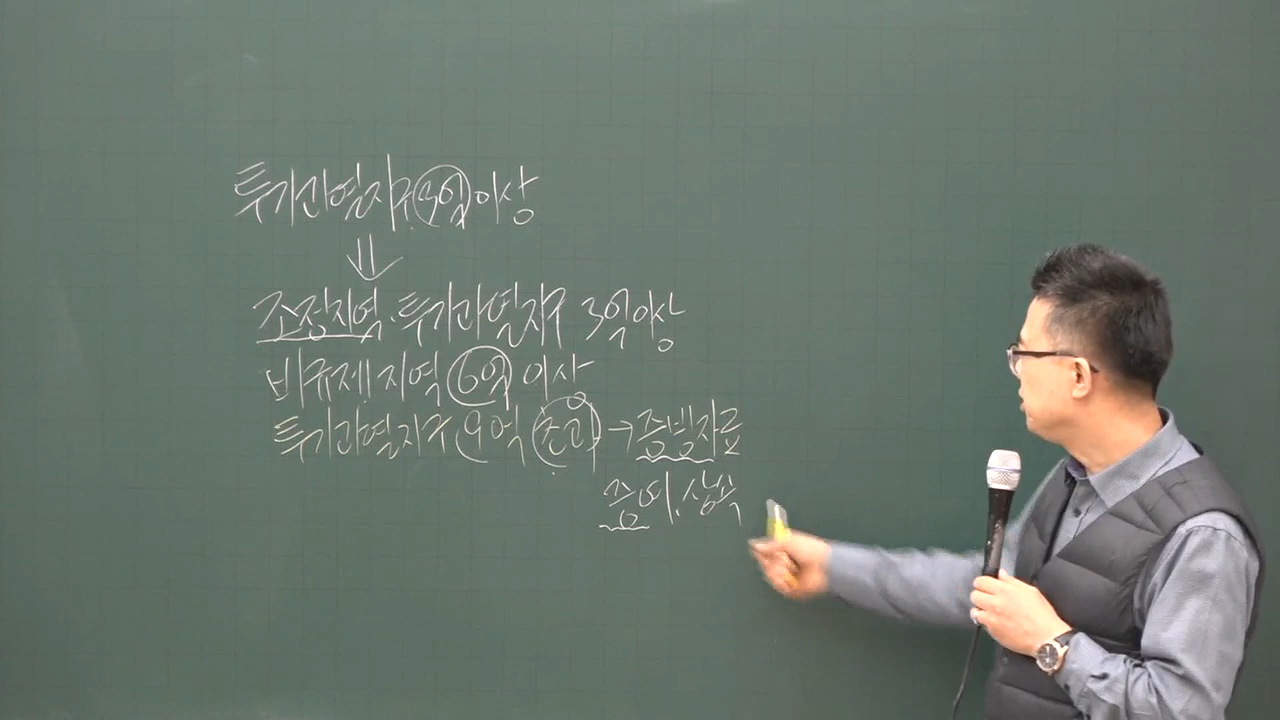 투기과열지구 3억 이상
⇓
조정지역·투기과열지구 3억이상
비규제지역 6억 이상
투기과열지구 9억 초과 → 증빙자료
증여.상속